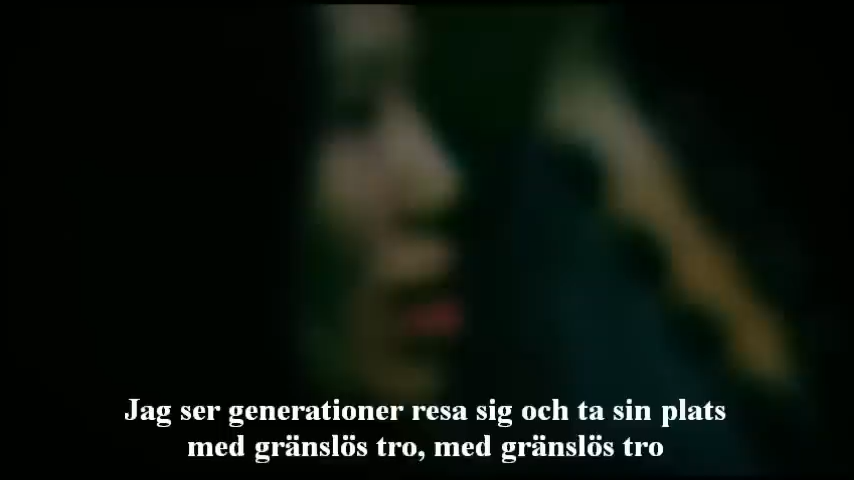 Jag ser generationer resa sig och ta sin plats
med gränslös tro, med gränslös tro